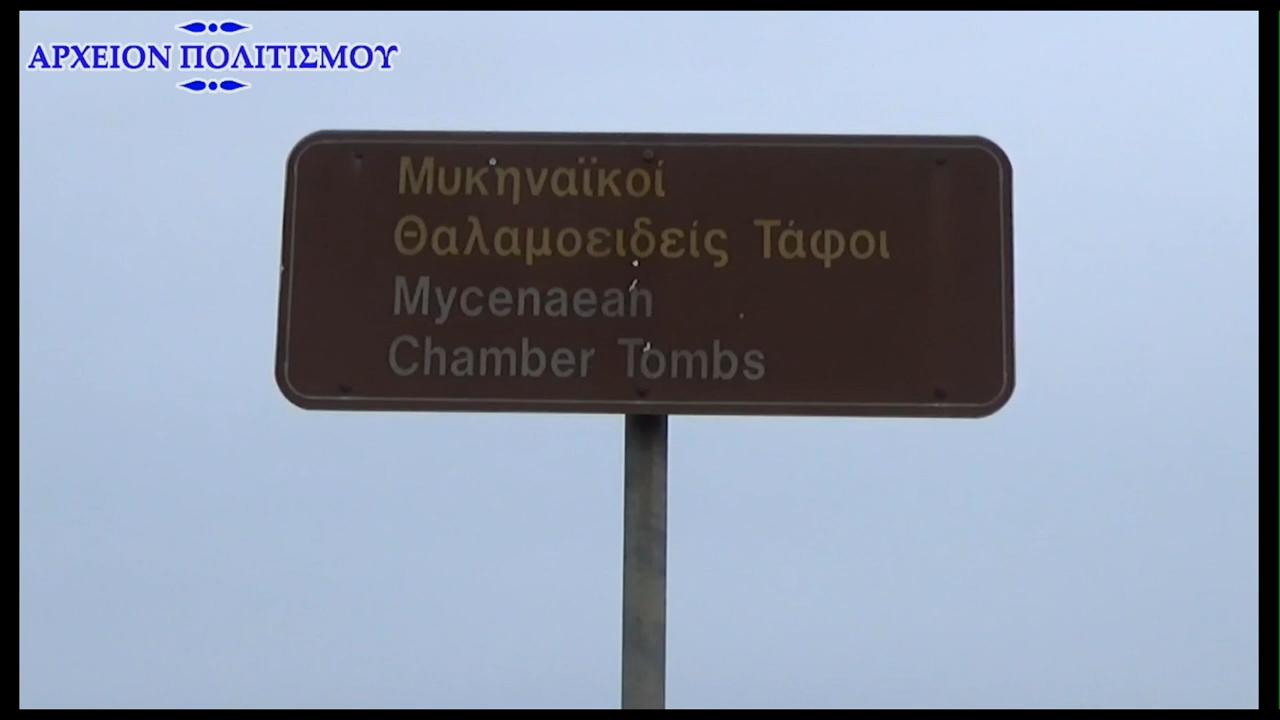 ΑΡΧΕΙΟΝ ΠΟΛΙΤΙΣΜΟΥ
Μυκηναϊκοί
Θαλαμοειδείς Τάφοι
Mycenaean
Chamber Tombs